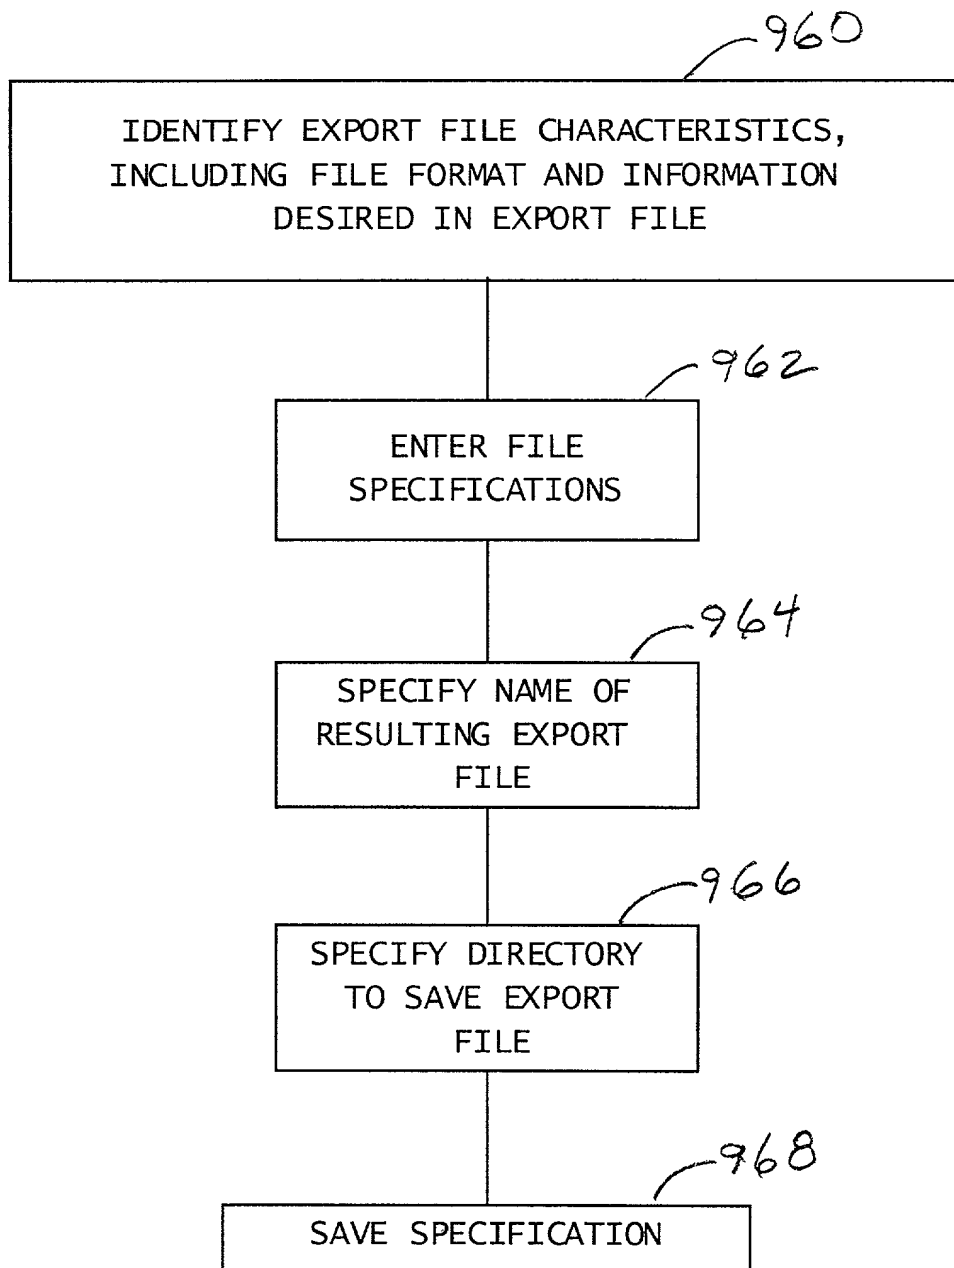 960
IDENTIFY EXPORT FILE CHARACTERISTICS,
INCLUDING FILE FORMAT AND INFORMATION
DESIRED IN EXPORT FILE
962
ENTER FILE
SPECIFICATIONS
964
SPECIFY NAME OF
RESULTING EXPORT
FILE
966
SPECIFY DIRECTORY
TO SAVE EXPORT
FILE
968
SAVE SPECIFICATION